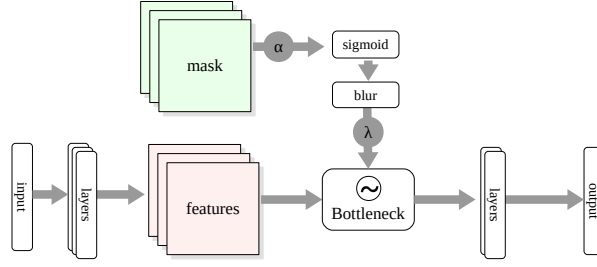 mask
α
sigmoid
blur
λ
input
layers
features
~
Bottleneck
layers
output